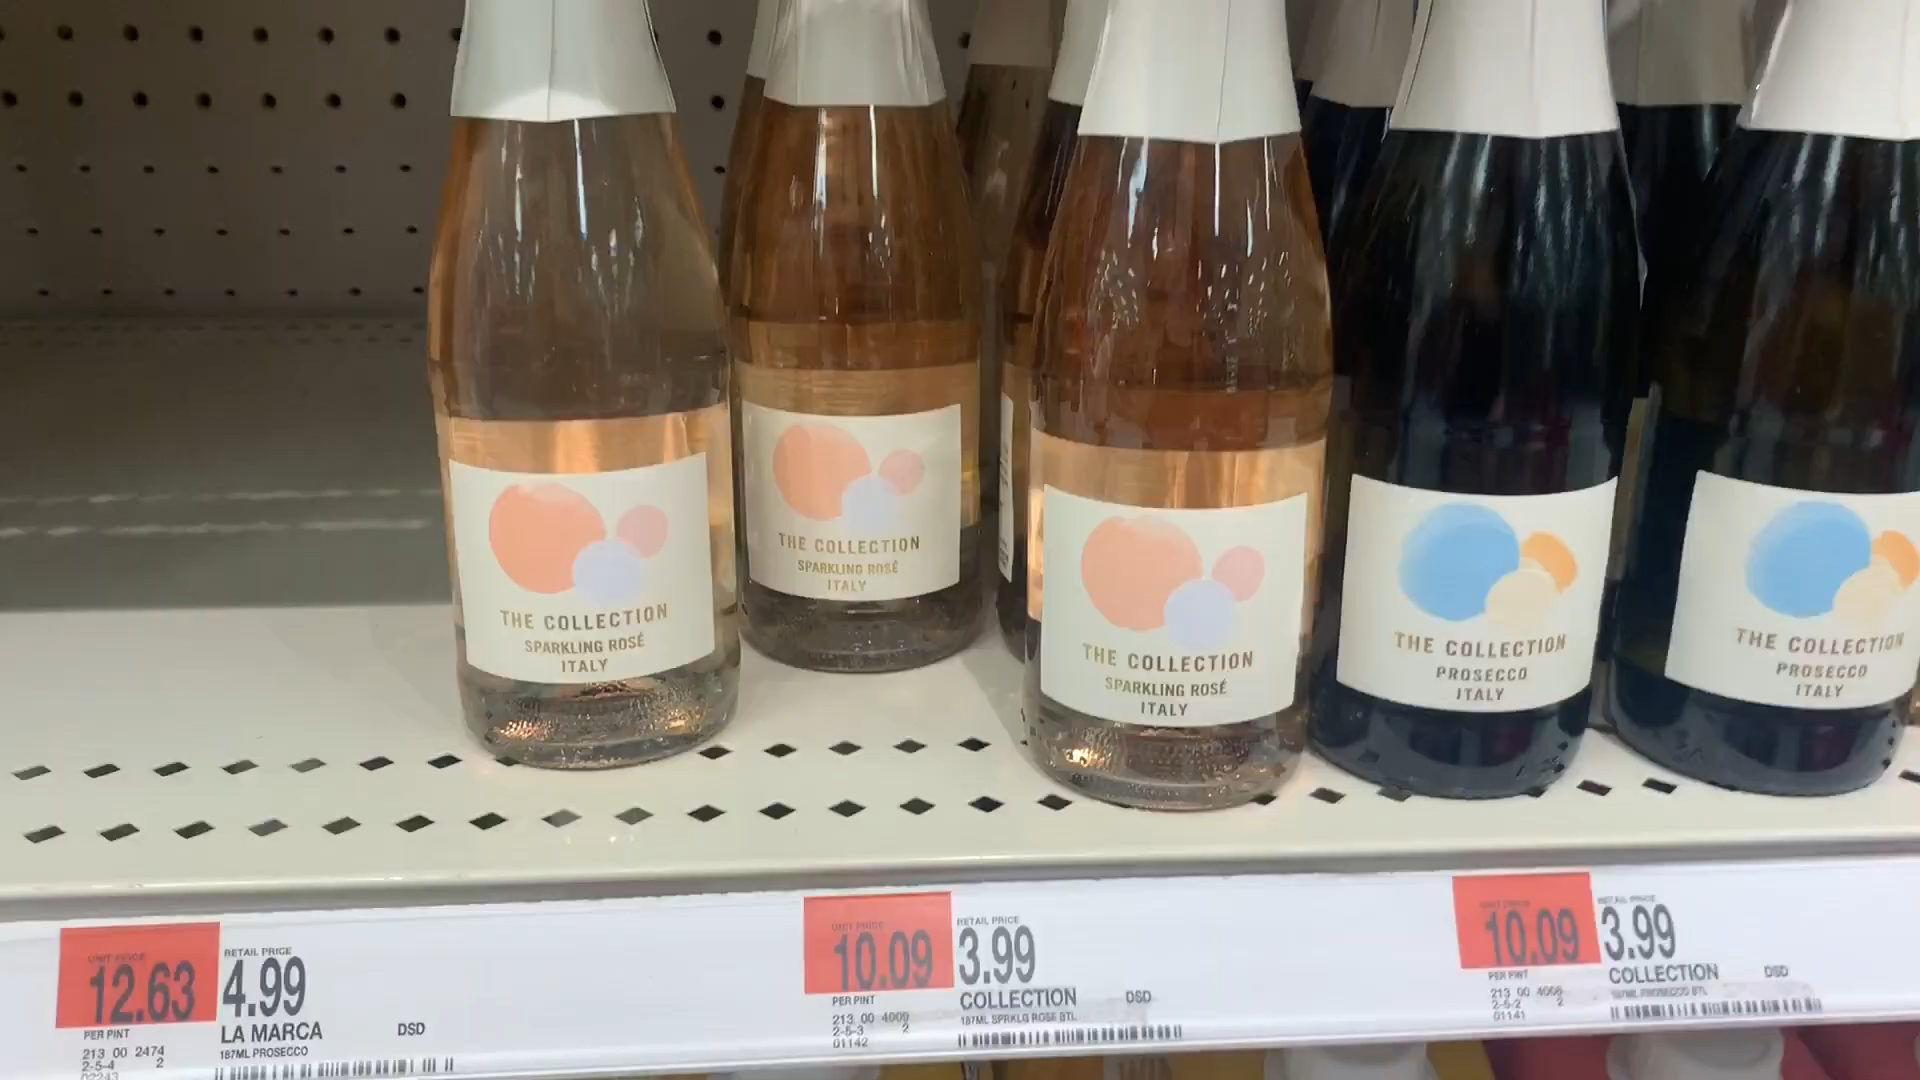 THE COLLECTION
SPARKLING ROSÉ
ITALY
THE COLLECTION
SPARKLING ROSÉ
ITALY
THE COLLECTION
SPARKLING ROSÉ
ITALY
THE COLLECTION
PROSECCO
ITALY
THE COLLECTION
PROSECCO
ITALY
UNIT PRICE
12.63
PER PINT
213 00 2474
2-5-4 2
02243
RETAIL PRICE
4.99
LA MARCA DSD
187ML PROSECCO
UNIT PRICE
10.09
PER PINT
213 00 4009
2-5-3 2
01142
RETAIL PRICE
3.99
COLLECTION DSD
187ML SPRKLG ROSE BTL
UNIT PRICE
10.09
PER PINT
213 00 4008
2-5-2 2
01141
RETAIL PRICE
3.99
COLLECTION DSD
187ML PROSECCO BTL